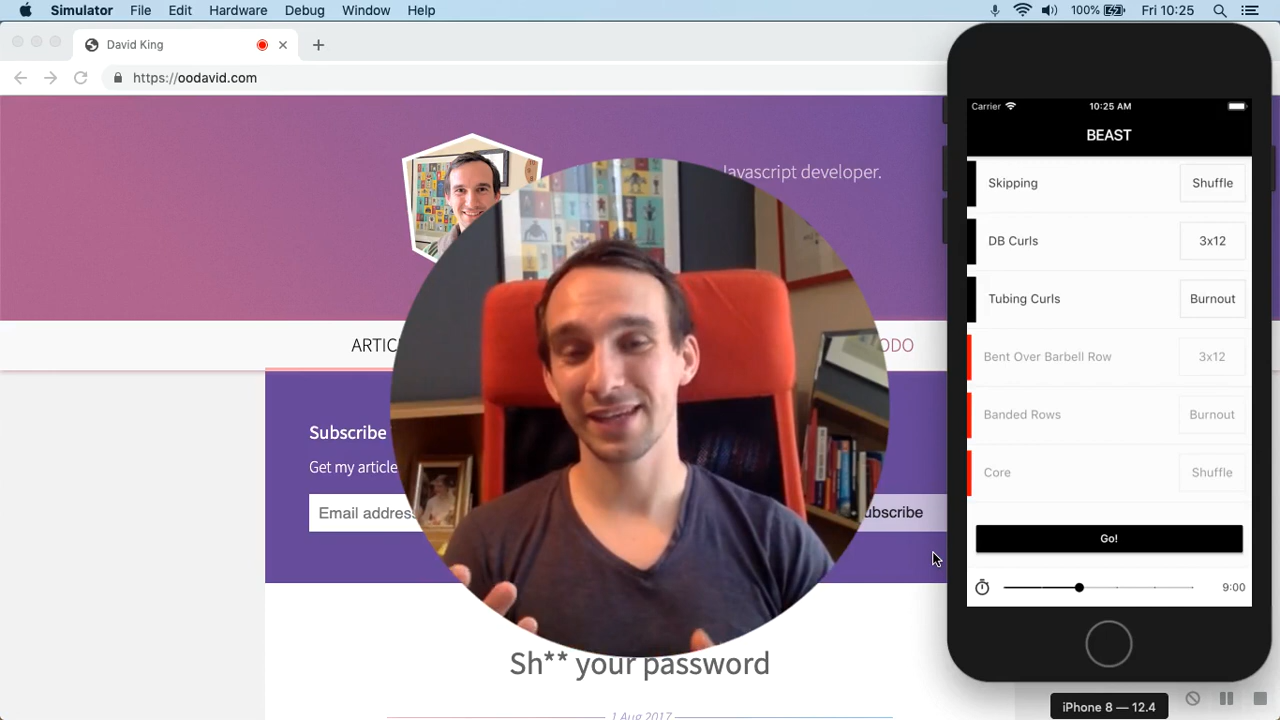 Simulator File Edit Hardware Debug Window Help 100% Fri 10:25
David King
https://oodavid.com
Javascript developer.
ARTIC ODO
Subscribe
Get my article
Email address ubscribe
Sh** your password
1 Aug 2017
Carrier 10:25 AM
BEAST
Skipping Shuffle
DB Curls 3x12
Tubing Curls Burnout
Bent Over Barbell Row 3x12
Banded Rows Burnout
Core Shuffle
Go!
9:00
iPhone 8 — 12.4